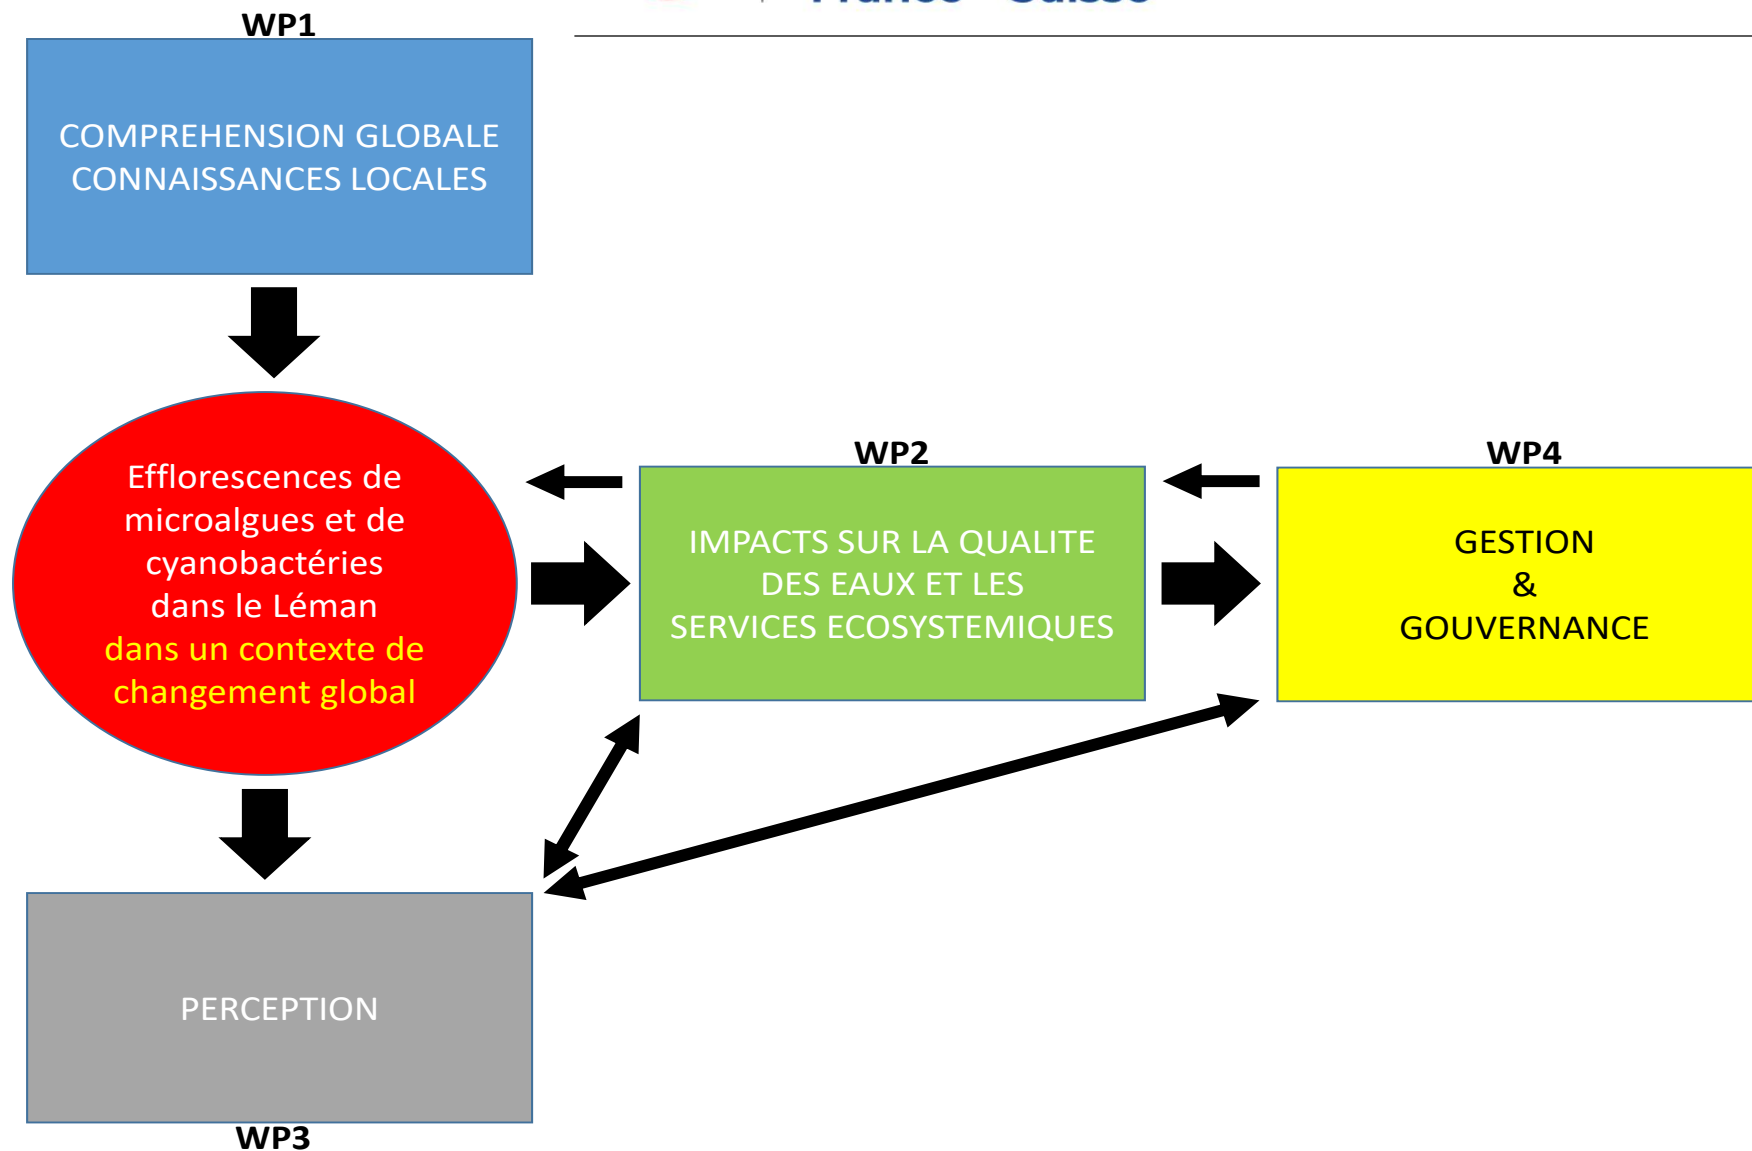 WP1
COMPREHENSION GLOBALE
CONNAISSANCES LOCALES
Efflorescences de
microalgues et de
cyanobactéries
dans le Léman
dans un contexte de
changement global
WP2
IMPACTS SUR LA QUALITE
DES EAUX ET LES
SERVICES ECOSYSTEMIQUES
WP4
GESTION
&
GOUVERNANCE
PERCEPTION
WP3